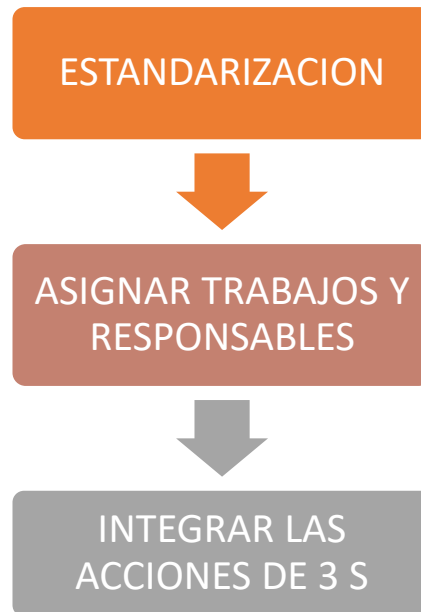 ESTANDARIZACION
ASIGNAR TRABAJOS Y
RESPONSABLES
INTEGRAR LAS
ACCIONES DE 3 S